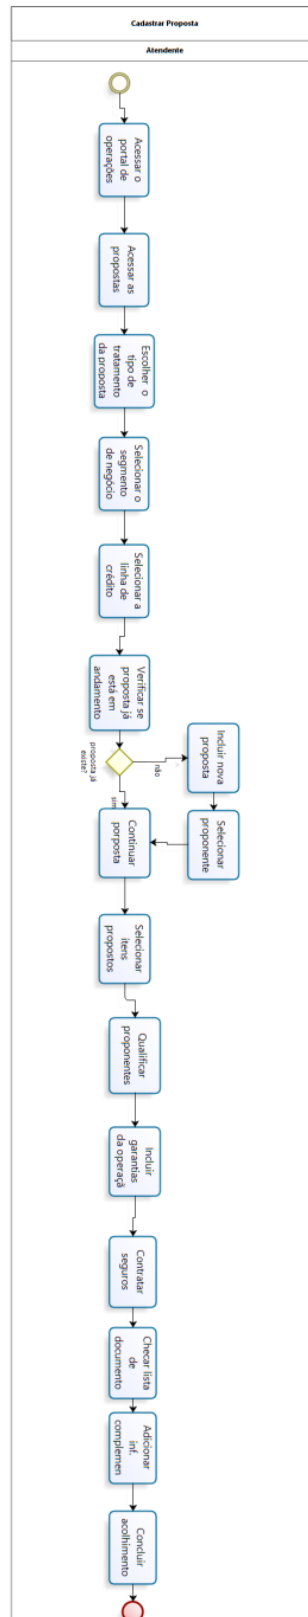 Cadastrar Proposta
Atendente
Acessar o
portal de
operações
Acessar as
propostas
Escolher o
tipo de
tratamento
da proposta
Selecionar o
segmento
de negócio
Selecionar a
linha de
crédito
Verificar se
proposta já
está em
andamento
proposta já
existe?
não
Incluir nova
proposta
Selecionar
proponente
sim
Continuar
porposta
Selecionar
itens
propostos
Qualificar
proponentes
Incluir
garantias
da operaçã
Contratar
seguros
Checar lista
de
documento
Adicionar
inf.
complemen
Concluir
acolhimento